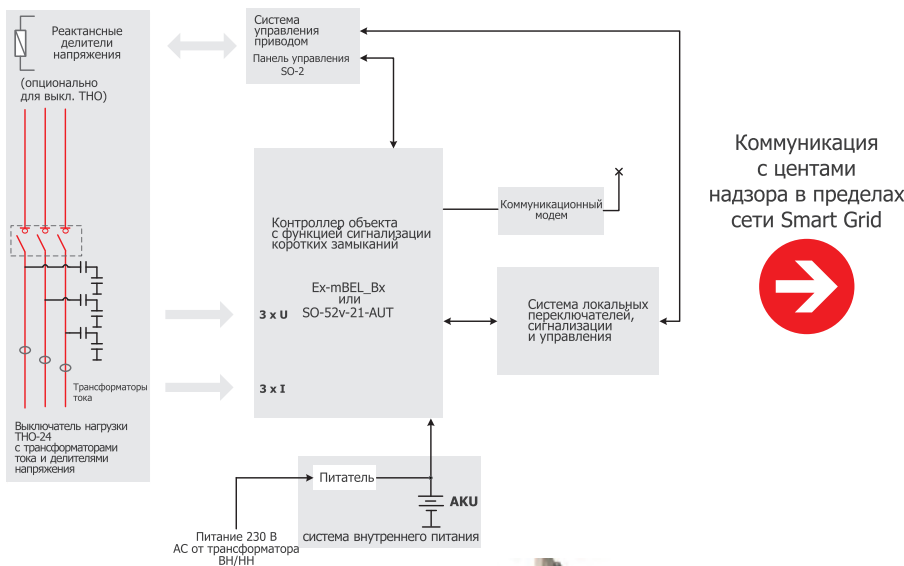 Реактансные
делители
напряжения
(опционально
для выкл. ТНО)
Трансформаторы
тока
Выключатель нагрузки
ТНО-24
с трансформаторами
тока и делителями
напряжения
Система
управления
приводом
Панель управления
SO-2
Контроллер объекта
с функцией сигнализации
коротких замыканий
Ex-mBEL_Bx
или
SO-52v-21-AUT
3 x U
3 x I
Коммуникационный
модем
Система локальных
переключателей,
сигнализации
и управления
Питатель
AKU
система внутреннего питания
Питание 230 В
АС от трансформатора
ВН/НН
Коммуникация
с центами
надзора в пределах
сети Smart Grid